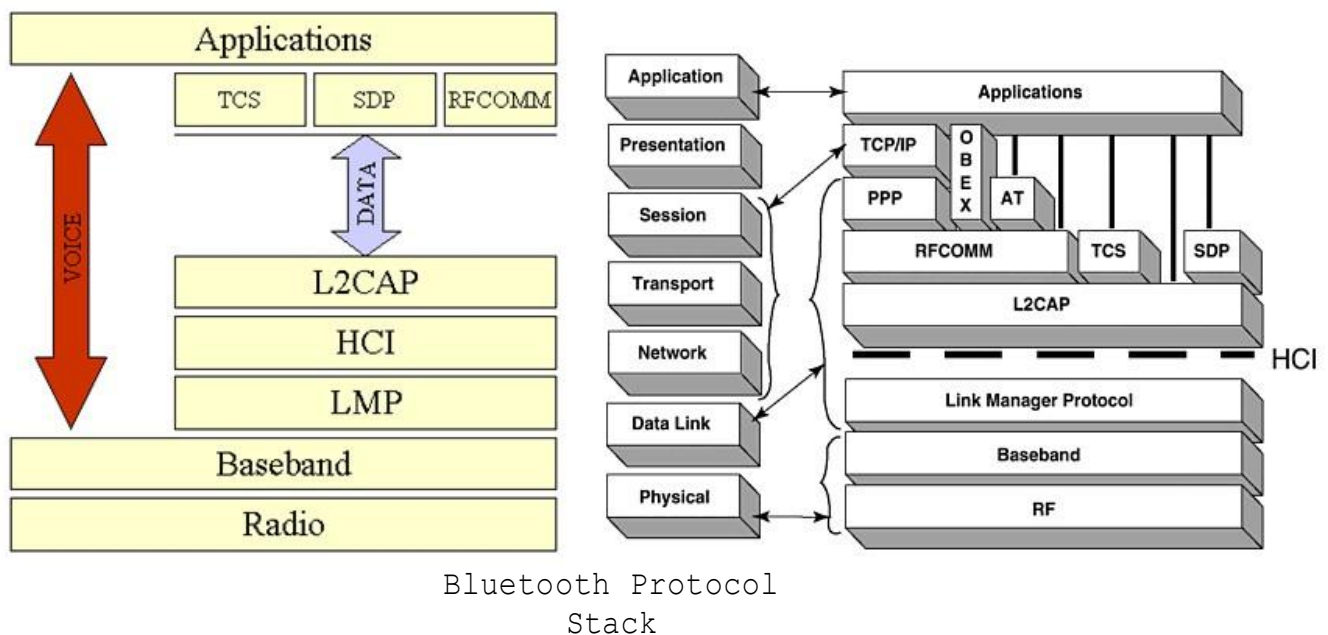 Applications
TCS SDP RFCOMM
VOICE
DATA
L2CAP
HCI
LMP
Baseband
Radio
Application
Presentation
Session
Transport
Network
Data Link
Physical
Applications
TCP/IP
OBEX
PPP
AT
RFCOMM
TCS
SDP
L2CAP
HCI
Link Manager Protocol
Baseband
RF
Bluetooth Protocol
Stack